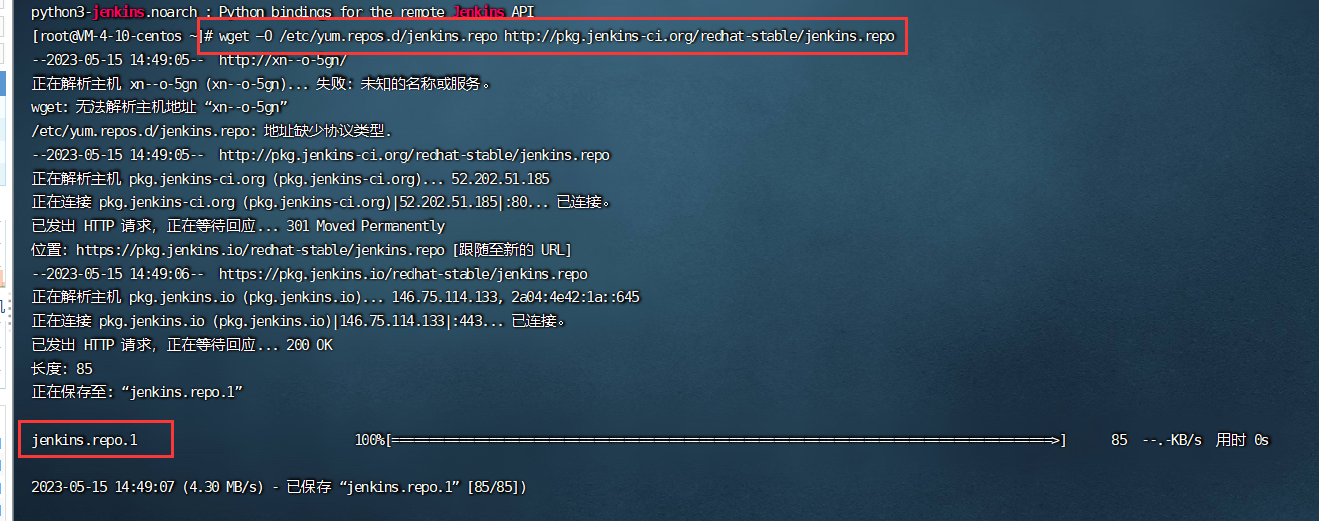 python3-jenkins.noarch : Python bindings for the remote Jenkins API
[root@VM-4-10-centos ~]# wget –O /etc/yum.repos.d/jenkins.repo http://pkg.jenkins-ci.org/redhat-stable/jenkins.repo
--2023-05-15 14:49:05--  http://xn--o-5gn/
正在解析主机 xn--o-5gn (xn--o-5gn)... 失败：未知的名称或服务。
wget: 无法解析主机地址 “xn--o-5gn”
/etc/yum.repos.d/jenkins.repo: 地址缺少协议类型.
--2023-05-15 14:49:05--  http://pkg.jenkins-ci.org/redhat-stable/jenkins.repo
正在解析主机 pkg.jenkins-ci.org (pkg.jenkins-ci.org)... 52.202.51.185
正在连接 pkg.jenkins-ci.org (pkg.jenkins-ci.org)|52.202.51.185|:80... 已连接。
已发出 HTTP 请求，正在等待回应... 301 Moved Permanently
位置：https://pkg.jenkins.io/redhat-stable/jenkins.repo [跟随至新的 URL]
--2023-05-15 14:49:06--  https://pkg.jenkins.io/redhat-stable/jenkins.repo
正在解析主机 pkg.jenkins.io (pkg.jenkins.io)... 146.75.114.133, 2a04:4e42:1a::645
正在连接 pkg.jenkins.io (pkg.jenkins.io)|146.75.114.133|:443... 已连接。
已发出 HTTP 请求，正在等待回应... 200 OK
长度：85
正在保存至: “jenkins.repo.1”
jenkins.repo.1 100%[=======================================================================================>] 85 --.-KB/s 用时 0s
2023-05-15 14:49:07 (4.30 MB/s) - 已保存 “jenkins.repo.1” [85/85])